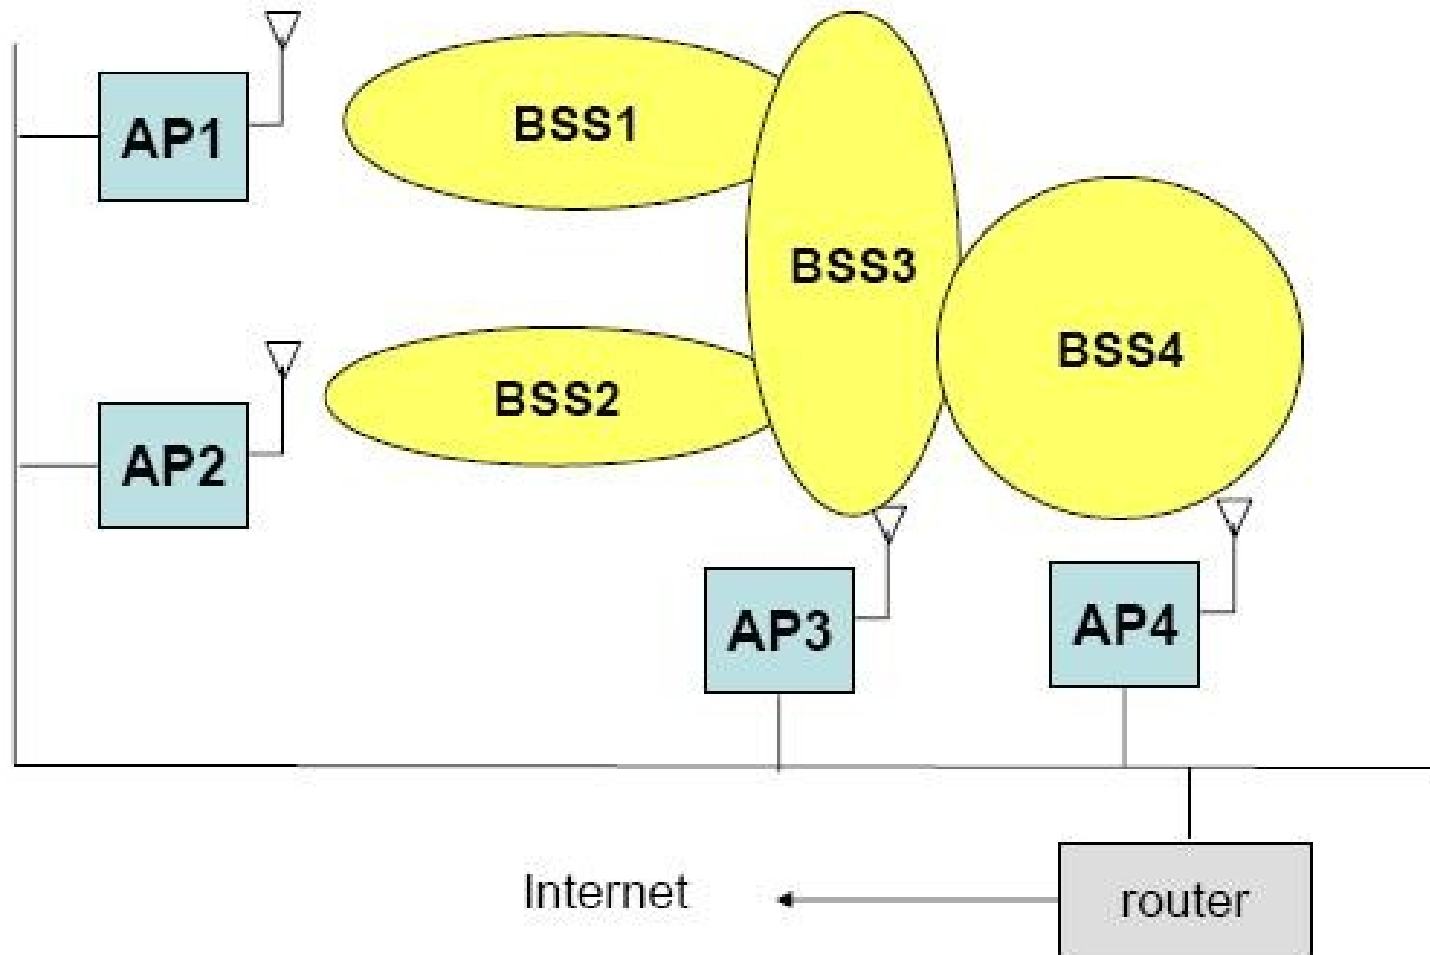 AP1
BSS1
BSS3
BSS4
BSS2
AP2
AP3
AP4
Internet
router